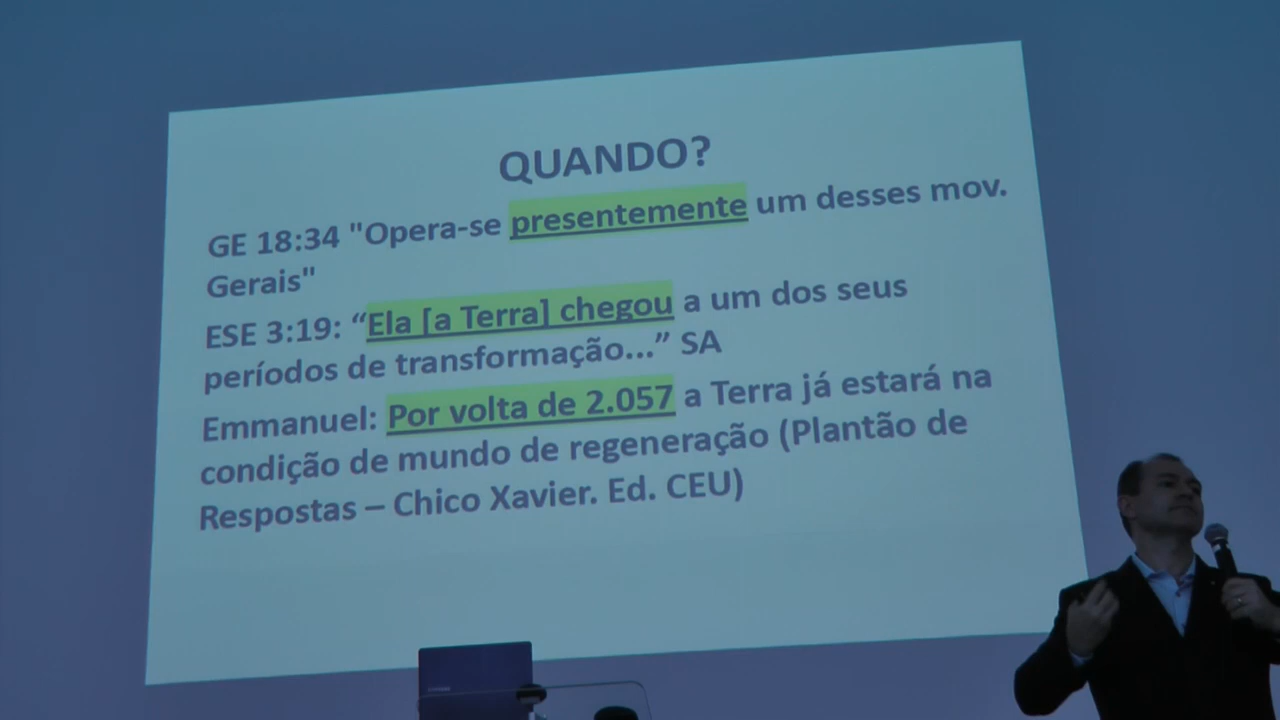 QUANDO?
GE 18:34 "Opera-se presentemente um desses mov.
Gerais"
ESE 3:19: “Ela [a Terra] chegou a um dos seus
períodos de transformação...” SA
Emmanuel: Por volta de 2.057 a Terra já estará na
condição de mundo de regeneração (Plantão de
Respostas – Chico Xavier. Ed. CEU)